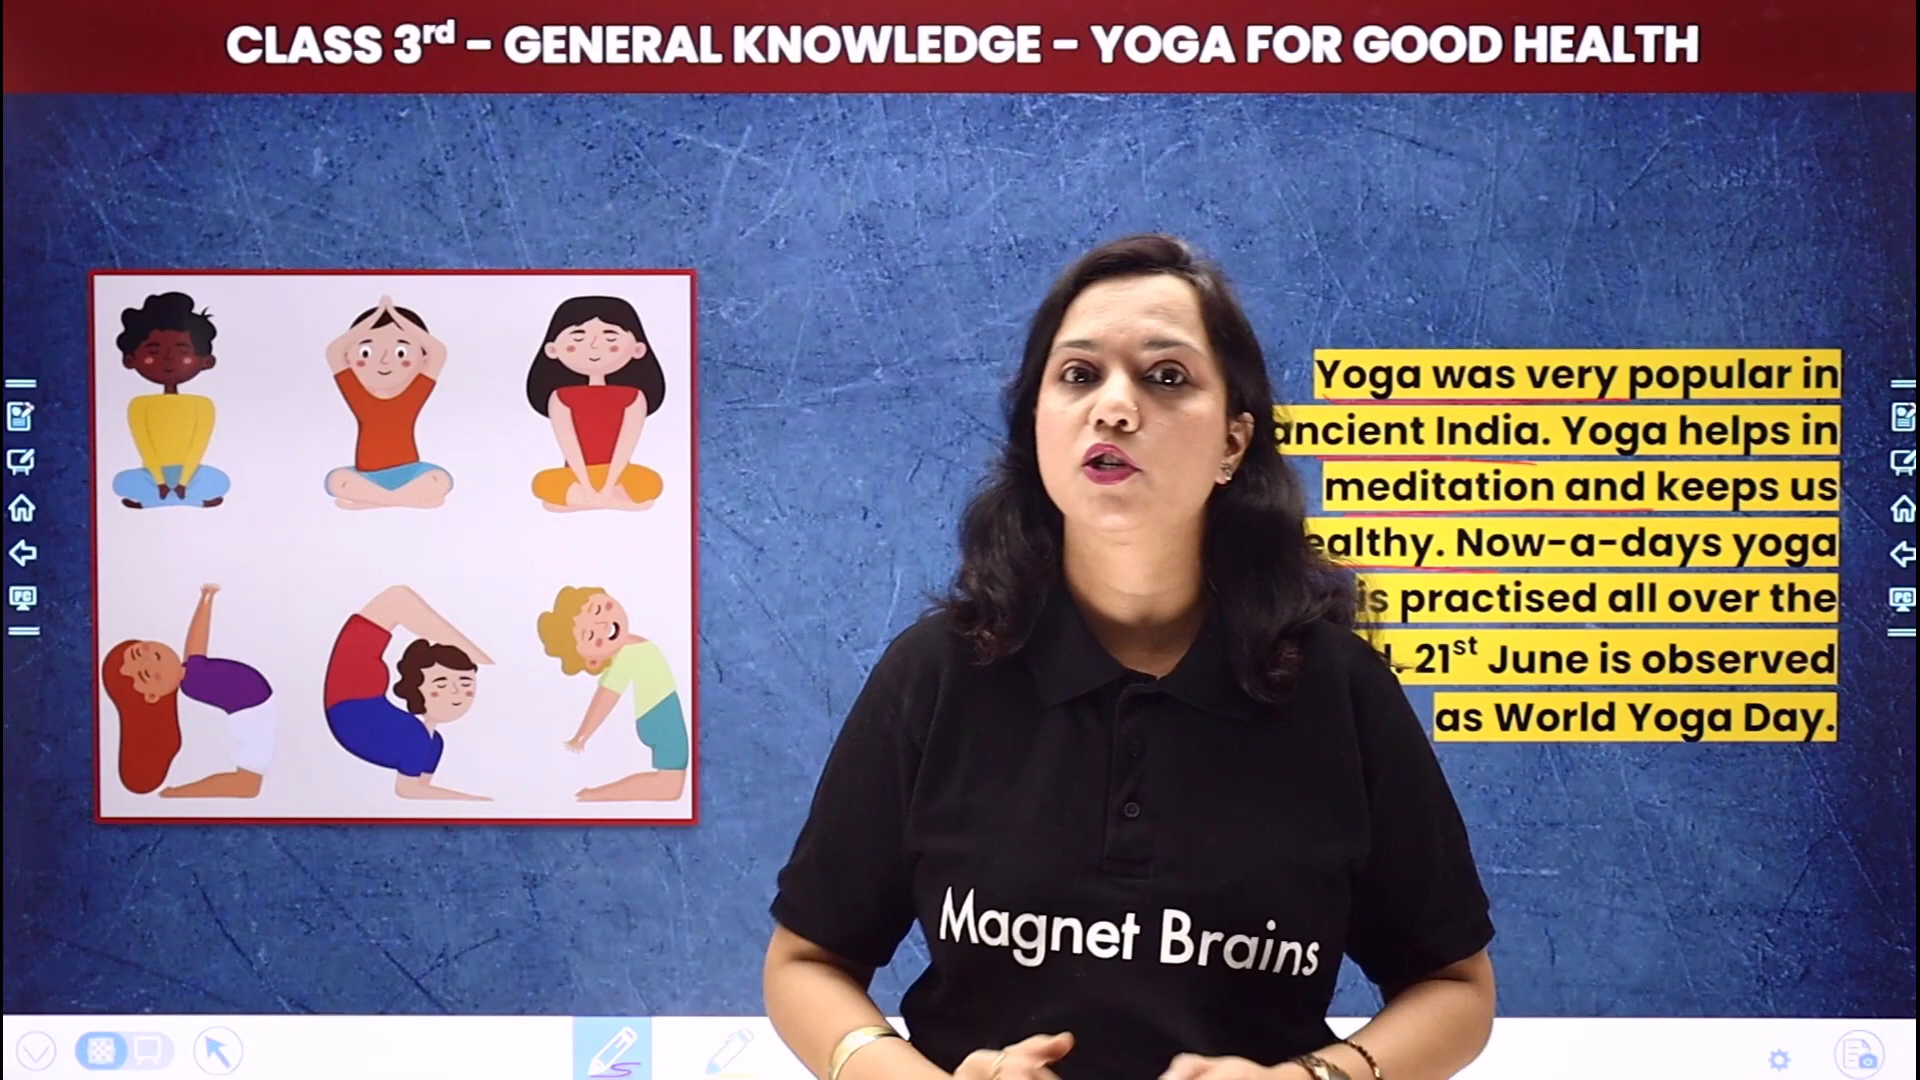 CLASS 3rd - GENERAL KNOWLEDGE - YOGA FOR GOOD HEALTH
Yoga was very popular in
ancient India. Yoga helps in
meditation and keeps us
ealthy. Now-a-days yoga
is practised all over the
. 21st June is observed
as World Yoga Day.
Magnet Brains